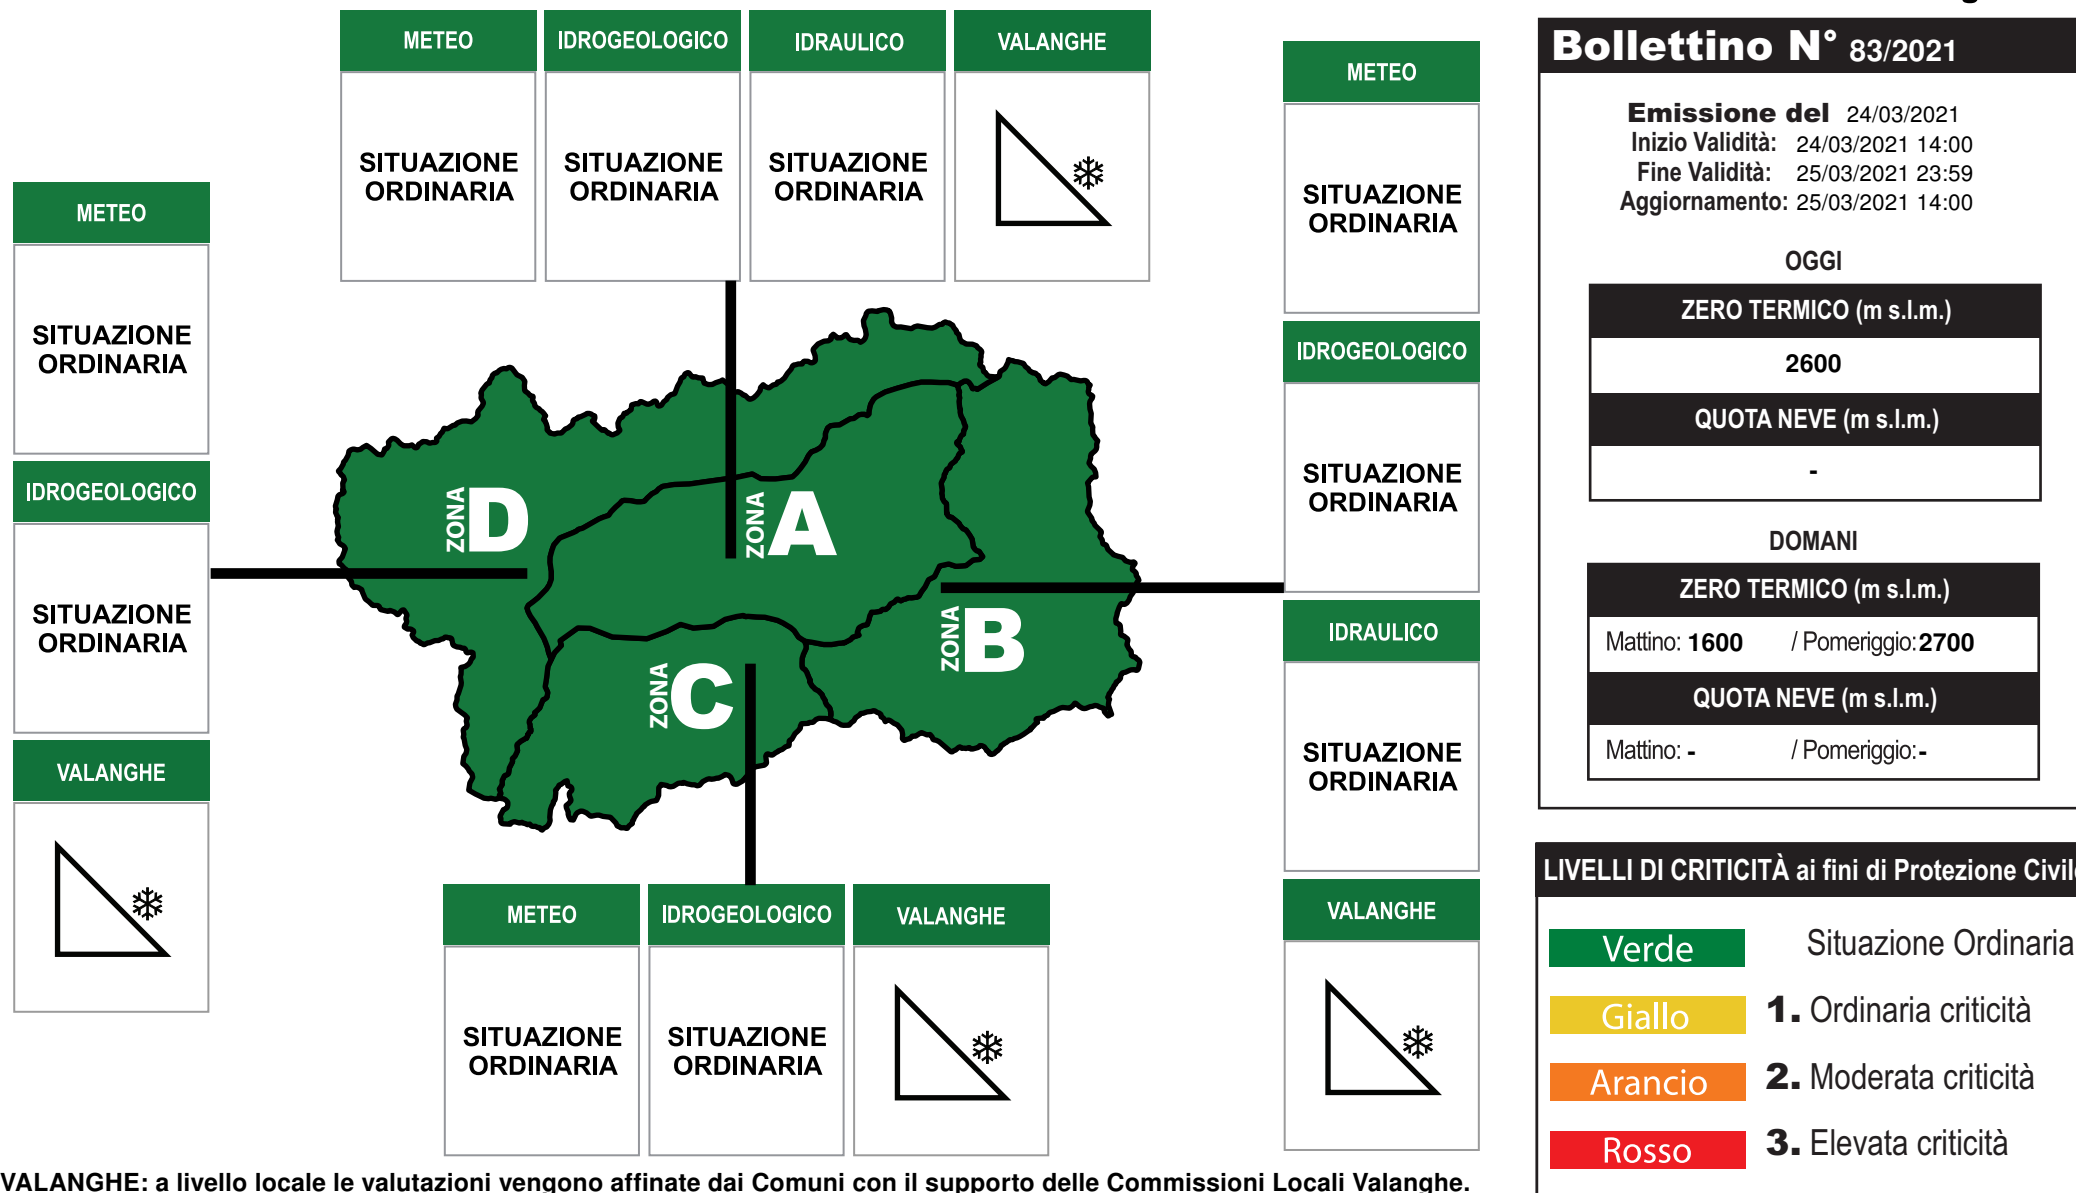 METEO
IDROGEOLOGICO
IDRAULICO
VALANGHE
SITUAZIONE
ORDINARIA
SITUAZIONE
ORDINARIA
SITUAZIONE
ORDINARIA
METEO
SITUAZIONE
ORDINARIA
IDROGEOLOGICO
SITUAZIONE
ORDINARIA
VALANGHE
METEO
SITUAZIONE
ORDINARIA
IDROGEOLOGICO
SITUAZIONE
ORDINARIA
IDRAULICO
SITUAZIONE
ORDINARIA
VALANGHE
ZONA D
ZONA A
ZONA B
ZONA C
METEO
IDROGEOLOGICO
VALANGHE
SITUAZIONE
ORDINARIA
SITUAZIONE
ORDINARIA
VALANGHE: a livello locale le valutazioni vengono affinate dai Comuni con il supporto delle Commissioni Locali Valanghe.
Bollettino N° 83/2021
Emissione del 24/03/2021
Inizio Validità: 24/03/2021 14:00
Fine Validità: 25/03/2021 23:59
Aggiornamento: 25/03/2021 14:00
OGGI
ZERO TERMICO (m s.l.m.)
2600
QUOTA NEVE (m s.l.m.)
-
DOMANI
ZERO TERMICO (m s.l.m.)
Mattino: 1600 / Pomeriggio: 2700
QUOTA NEVE (m s.l.m.)
Mattino: - / Pomeriggio: -
LIVELLI DI CRITICITÀ ai fini di Protezione Civile
Verde Situazione Ordinaria
Giallo 1. Ordinaria criticità
Arancio 2. Moderata criticità
Rosso 3. Elevata criticità